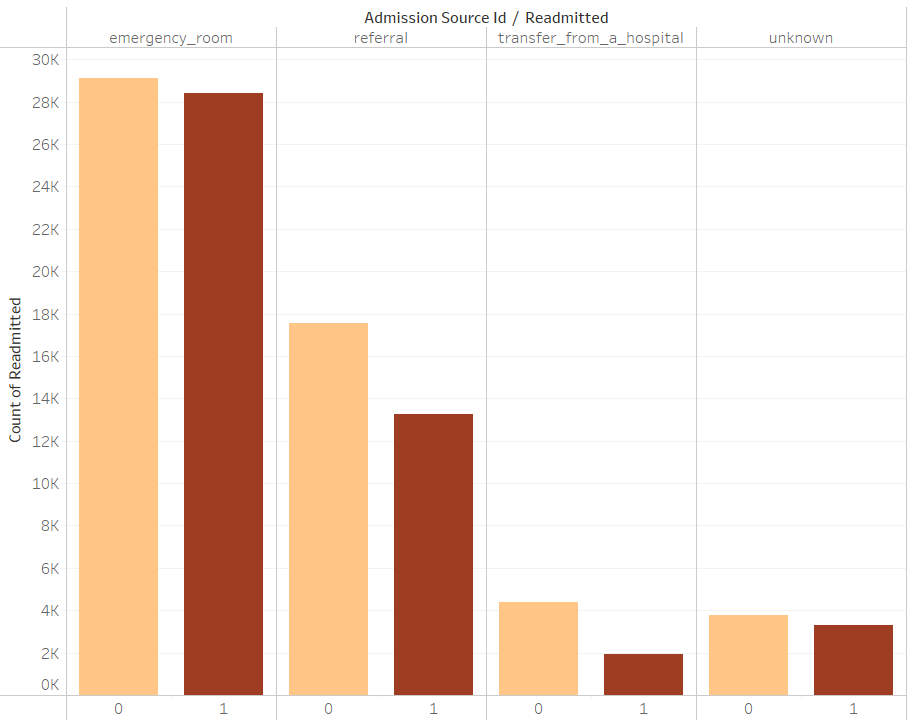 Admission Source Id / Readmitted
emergency_room referral transfer_from_a_hospital unknown
30K
28K
26K
24K
22K
20K
18K
16K
14K
12K
10K
8K
6K
4K
2K
0K
Count of Readmitted
0 1 0 1 0 1 0 1